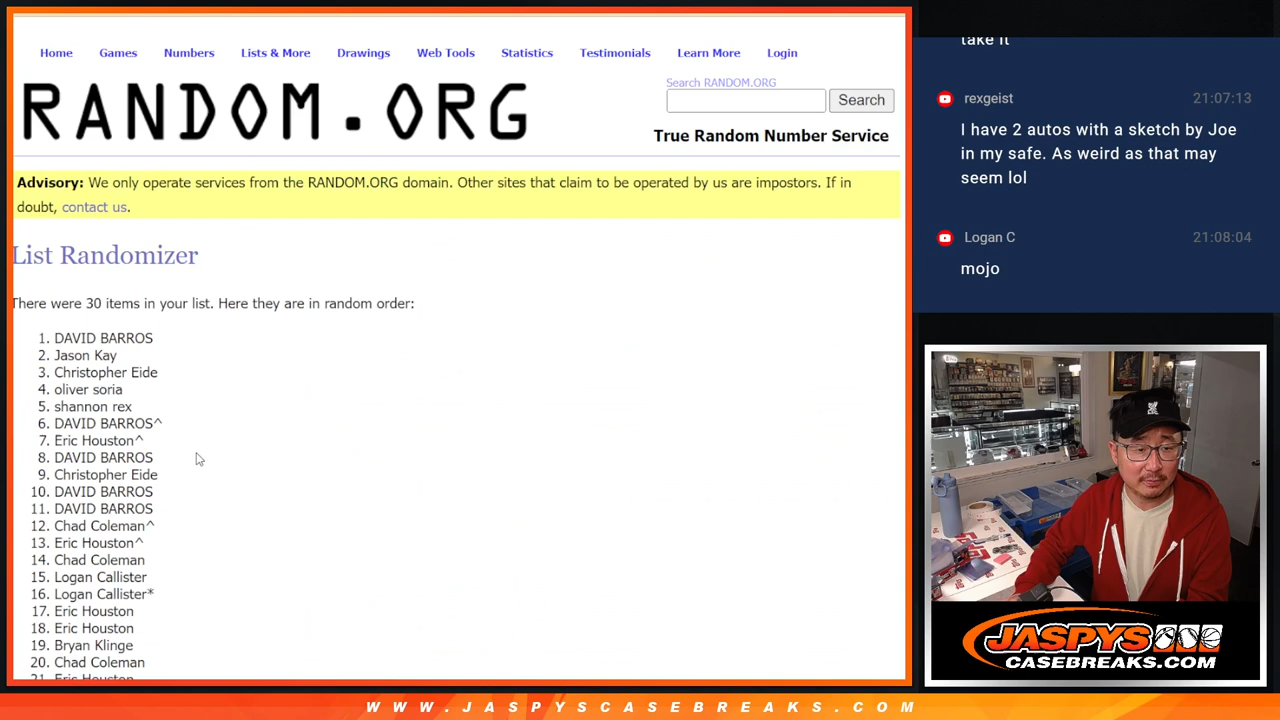 Home Games Numbers Lists & More Drawings Web Tools Statistics Testimonials Learn More Login
RANDOM.ORG
Search RANDOM.ORG
Search
True Random Number Service
Advisory: We only operate services from the RANDOM.ORG domain. Other sites that claim to be operated by us are impostors. If in
doubt, contact us.
List Randomizer
There were 30 items in your list. Here they are in random order:
1. DAVID BARROS
2. Jason Kay
3. Christopher Eide
4. oliver soria
5. shannon rex
6. DAVID BARROS^
7. Eric Houston^
8. DAVID BARROS
9. Christopher Eide
10. DAVID BARROS
11. DAVID BARROS
12. Chad Coleman^
13. Eric Houston^
14. Chad Coleman
15. Logan Callister
16. Logan Callister*
17. Eric Houston
18. Eric Houston
19. Bryan Klinge
20. Chad Coleman
21. Eric Houston
take it
rexgeist 21:07:13
I have 2 autos with a sketch by Joe
in my safe. As weird as that may
seem lol
Logan C 21:08:04
mojo
JASPYS
CASEBREAKS.COM
WWW.JASPYSCASEBREAKS.COM